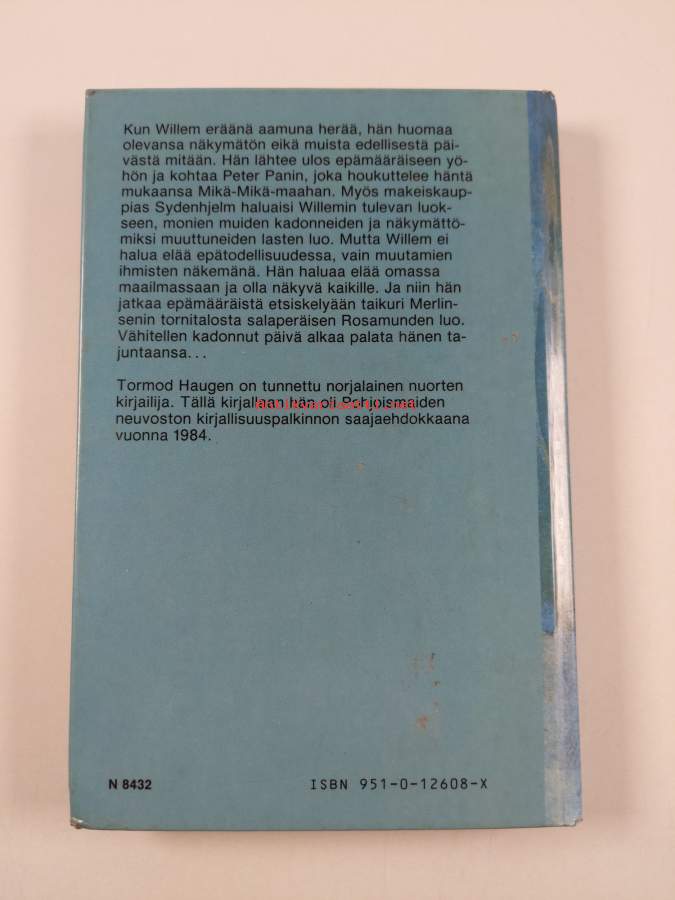 Kun Willem eräänä aamuna herää, hän huomaa
olevansa näkymätön eikä muista edellisestä päi-
västä mitään. Hän lähtee ulos epämääräiseen yö-
hön ja kohtaa Peter Panin, joka houkuttelee häntä
mukaansa Mikä-Mikä-maahan. Myös makeiskaup-
pias Sydenhjelm haluaisi Willemin tulevan luok-
seen, monien muiden kadonneiden ja näkymättö-
miksi muuttuneiden lasten luo. Mutta Willem ei
halua elää epätodellisuudessa, vain muutamien
ihmisten näkemänä. Hän haluaa elää omassa
maailmassaan ja olla näkyvä kaikille. Ja niin hän
jatkaa epämääräistä etsiskelyään taikuri Merlin-
senin tornitalosta salaperäisen Rosamunden luo.
Vähitellen kadonnut päivä alkaa palata hänen ta-
juntaansa...
Tormod Haugen on tunnettu norjalainen nuorten
kirjailija. Tällä kirjallaan hän oli Pohjoismaiden
neuvoston kirjallisuuspalkinnon saajaehdokkaana
vuonna 1984.
N 8432 ISBN 951-0-12608-X